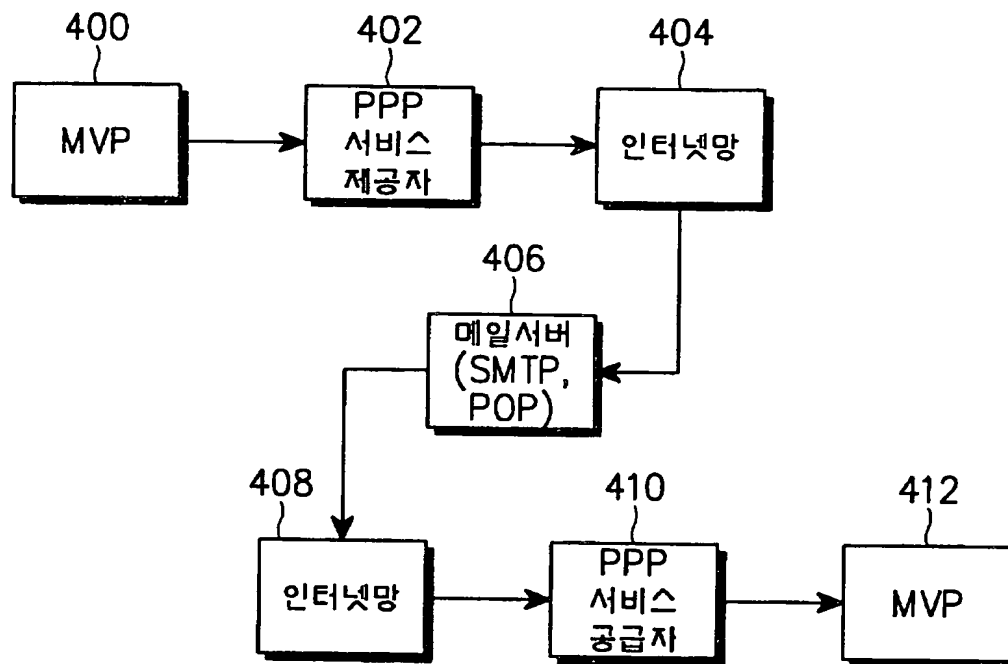 400
402
404
MVP
PPP
서비스
제공자
인터넷망
406
메일서버
(SMTP,
POP)
408
410
412
인터넷망
PPP
서비스
공급자
MVP